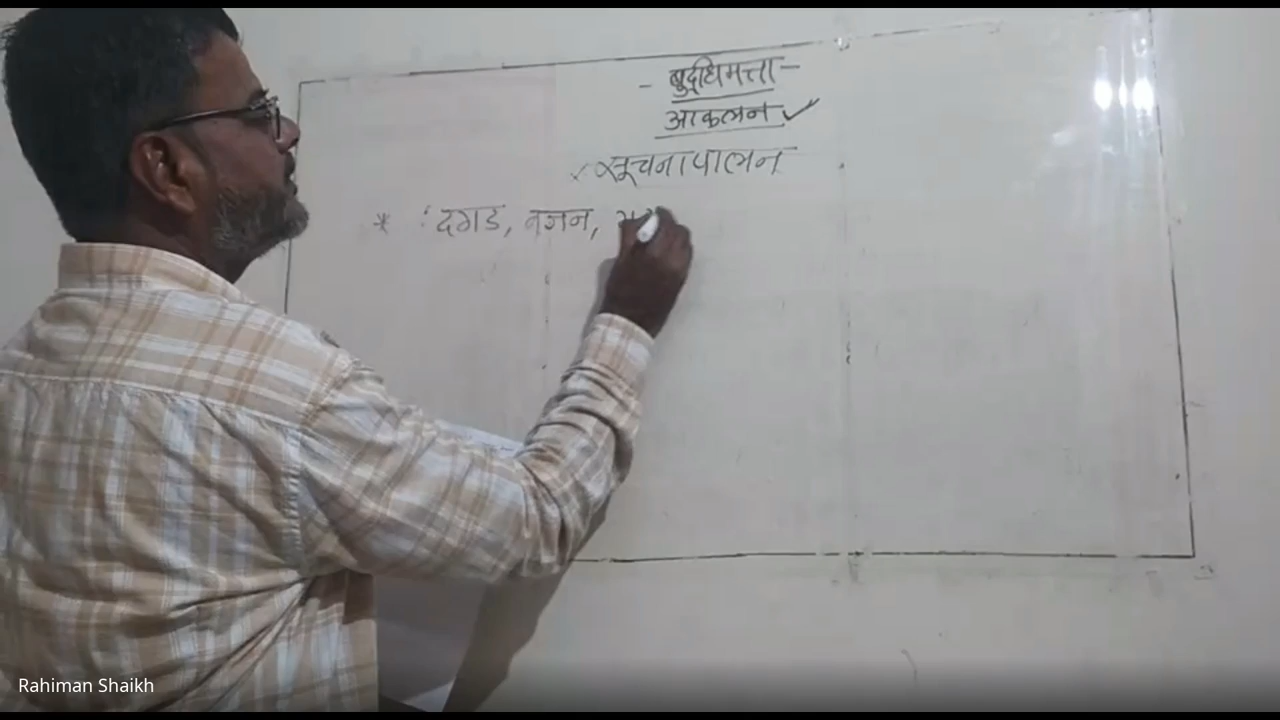 - बुद्धिमत्ता -
आकलन ✓
सूचनापालन
* : दगड, वजन,
Rahiman Shaikh